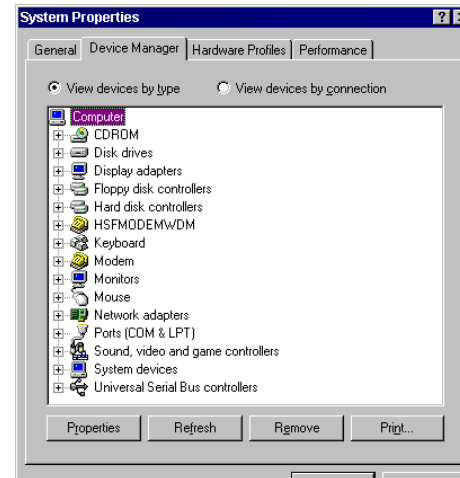 System Properties
General Device Manager Hardware Profiles Performance
View devices by type View devices by connection
Computer
CDROM
Disk drives
Display adapters
Floppy disk controllers
Hard disk controllers
HSFMODEMWDM
Keyboard
Modem
Monitors
Mouse
Network adapters
Ports (COM & LPT)
Sound, video and game controllers
System devices
Universal Serial Bus controllers
Properties Refresh Remove Print...